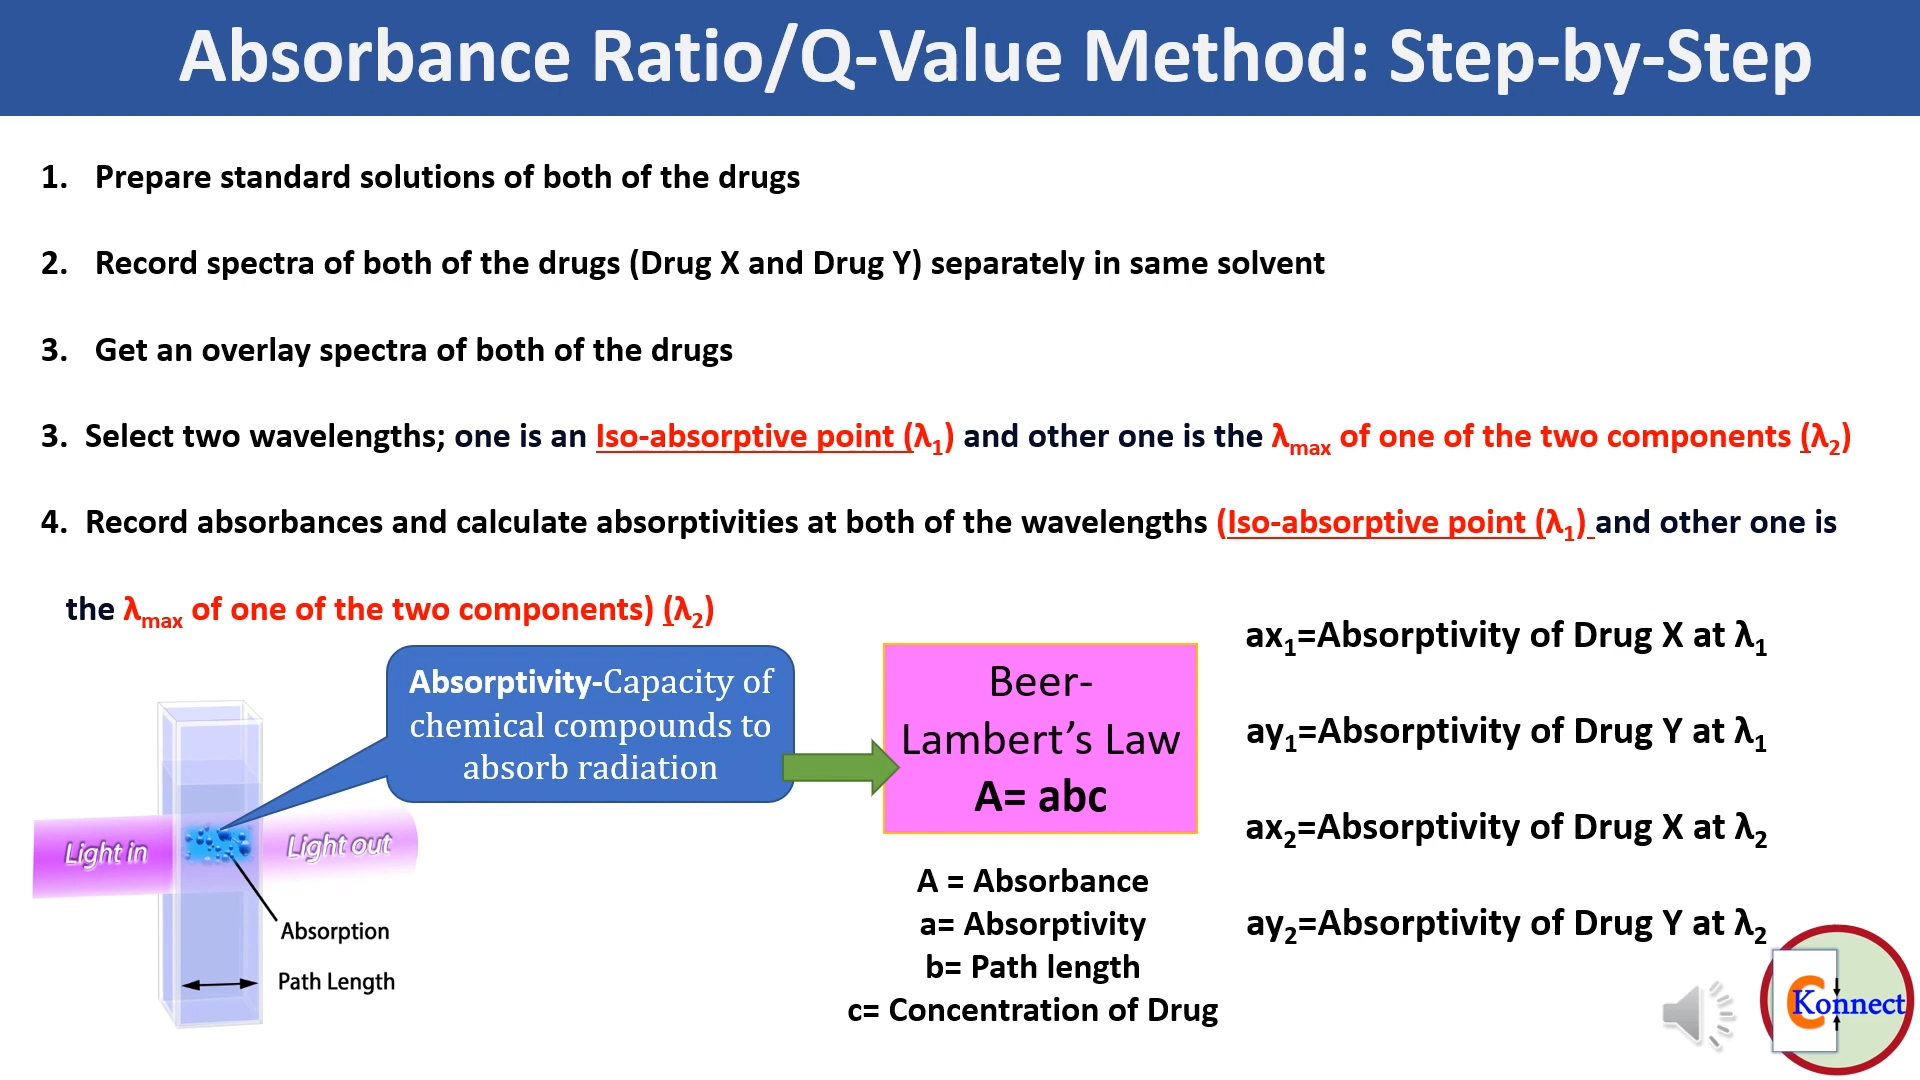 Absorbance Ratio/Q-Value Method: Step-by-Step
1. Prepare standard solutions of both of the drugs
2. Record spectra of both of the drugs (Drug X and Drug Y) separately in same solvent
3. Get an overlay spectra of both of the drugs
3. Select two wavelengths; one is an Iso-absorptive point (λ1) and other one is the λmax of one of the two components (λ2)
4. Record absorbances and calculate absorptivities at both of the wavelengths (Iso-absorptive point (λ1) and other one is
the λmax of one of the two components) (λ2)
Absorptivity-Capacity of
chemical compounds to
absorb radiation
Light in
Light out
Absorption
Path Length
Beer-
Lambert’s Law
A= abc
A = Absorbance
a= Absorptivity
b= Path length
c= Concentration of Drug
ax1=Absorptivity of Drug X at λ1
ay1=Absorptivity of Drug Y at λ1
ax2=Absorptivity of Drug X at λ2
ay2=Absorptivity of Drug Y at λ2
C
Konnect